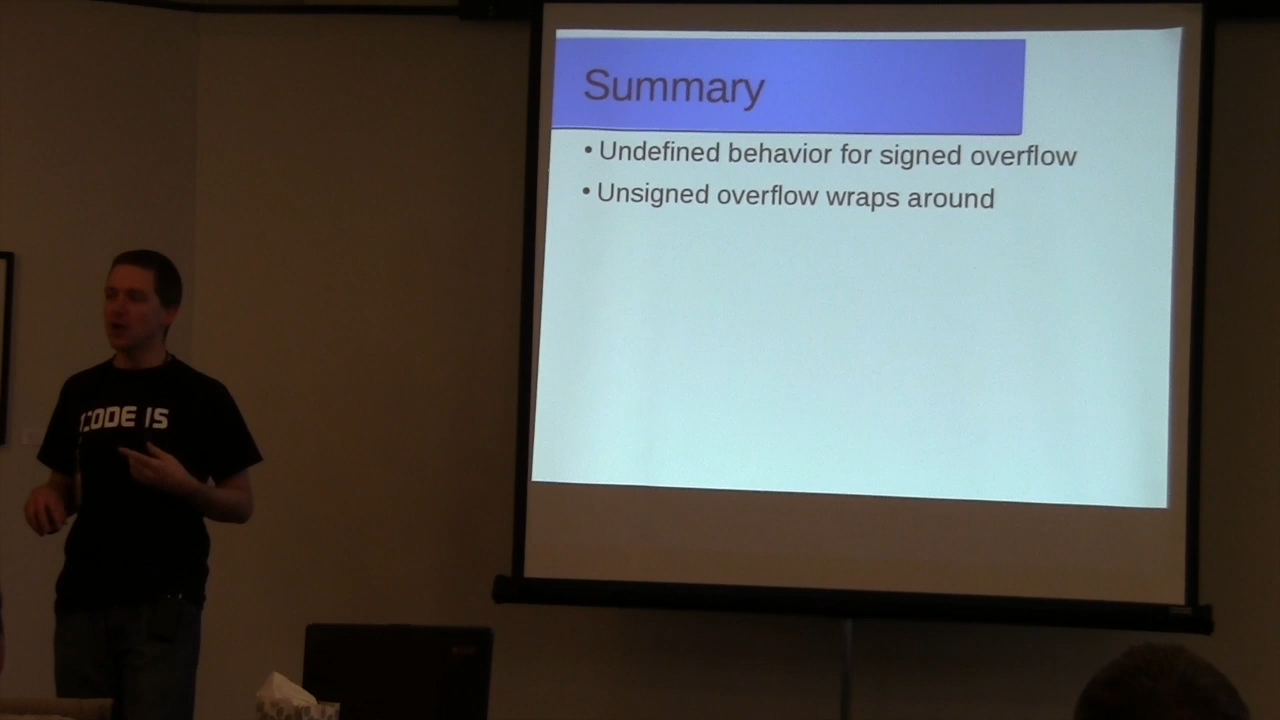 Summary
• Undefined behavior for signed overflow
• Unsigned overflow wraps around
CODE IS